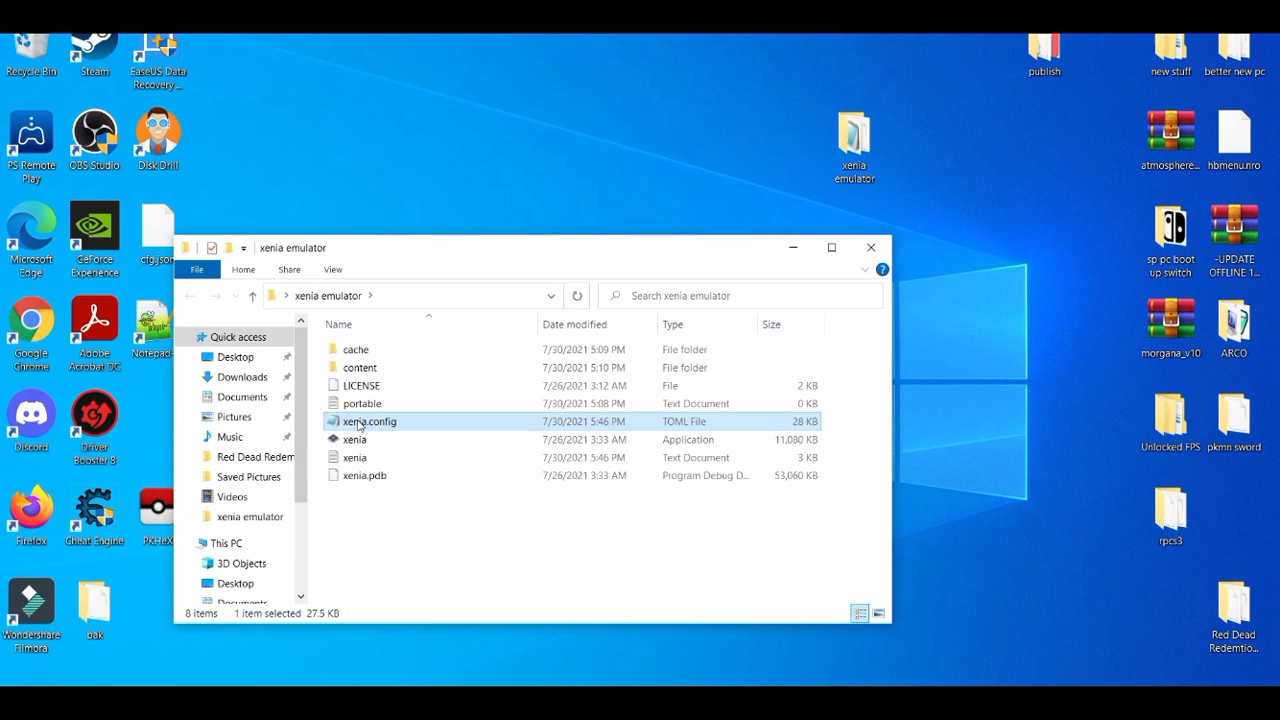 Recycle Bin
Steam
EaseUS Data
Recovery ...
publish
new stuff
better new pc
PS Remote
Play
OBS Studio
Disk Drill
xenia
emulator
atmosphere...
hbmenu.nro
Microsoft
Edge
GeForce
Experience
cfg.json
sp pc boot
up switch
-UPDATE
OFFLINE 1...
Google
Chrome
Adobe
Acrobat DC
Notepad
morgana_v10
ARCO
Discord
Driver
Booster 8
Unlocked FPS
pkmn sword
Firefox
Cheat Engine
PKHeX
rpcs3
Wondershare
Filmora
bak
Red Dead
Redemtio...
xenia emulator
File
Home
Share
View
xenia emulator
Search xenia emulator
Quick access
Desktop
Downloads
Documents
Pictures
Music
Red Dead Redem
Saved Pictures
Videos
xenia emulator
This PC
3D Objects
Desktop
Documents
Name Date modified Type Size
cache 7/30/2021 5:09 PM File folder
content 7/30/2021 5:10 PM File folder
LICENSE 7/26/2021 3:12 AM File 2 KB
portable 7/30/2021 5:08 PM Text Document 0 KB
xenia.config 7/30/2021 5:46 PM TOML File 28 KB
xenia 7/26/2021 3:33 AM Application 11,080 KB
xenia 7/30/2021 5:46 PM Text Document 3 KB
xenia.pdb 7/26/2021 3:33 AM Program Debug D... 53,060 KB
8 items 1 item selected 27.5 KB